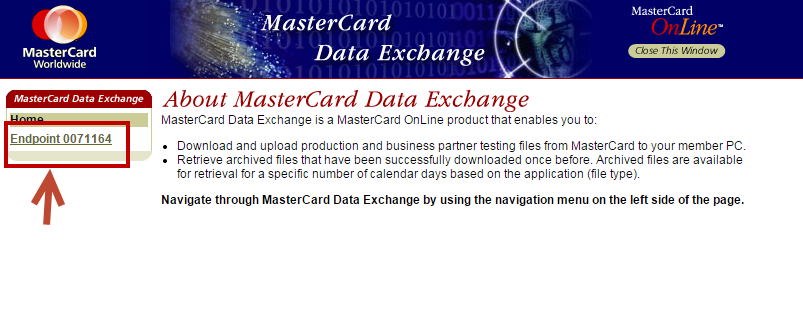 MasterCard
Worldwide
MasterCard
Data Exchange
MasterCard
OnLine™
Close This Window
MasterCard Data Exchange
Home
Endpoint 0071164
About MasterCard Data Exchange
MasterCard Data Exchange is a MasterCard OnLine product that enables you to:
• Download and upload production and business partner testing files from MasterCard to your member PC.
• Retrieve archived files that have been successfully downloaded once before. Archived files are available
for retrieval for a specific number of calendar days based on the application (file type).
Navigate through MasterCard Data Exchange by using the navigation menu on the left side of the page.